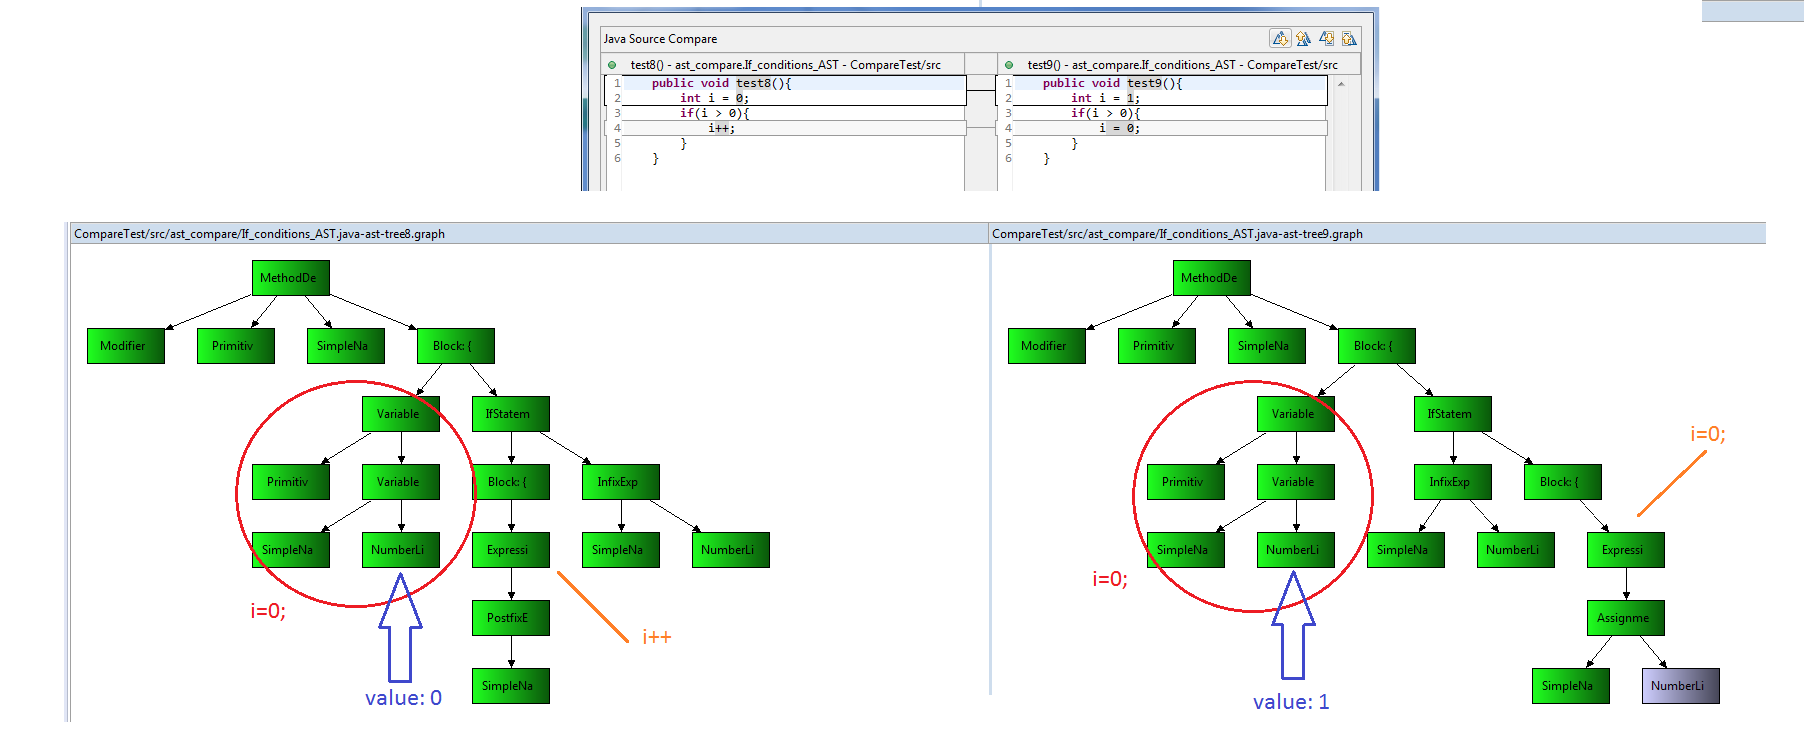 Java Source Compare
test8() - ast_compare.If_conditions_AST - CompareTest/src
1 public void test8(){
2 int i = 0;
3 if(i > 0){
4 i++;
5 }
6 }
test9() - ast_compare.If_conditions_AST - CompareTest/src
1 public void test9(){
2 int i = 1;
3 if(i > 0){
4 i = 0;
5 }
6 }
CompareTest/src/ast_compare/If_conditions_AST.java-ast-tree8.graph
MethodDe
Modifier Primitiv SimpleNa Block: {
Variable IfStatem
Primitiv Variable Block: { InfixExp
SimpleNa NumberLi Expressi SimpleNa NumberLi
i=0;
PostfixE
i++
SimpleNa
value: 0
CompareTest/src/ast_compare/If_conditions_AST.java-ast-tree9.graph
MethodDe
Modifier Primitiv SimpleNa Block: {
Variable IfStatem
i=0;
Primitiv Variable InfixExp Block: {
SimpleNa NumberLi SimpleNa NumberLi Expressi
i=0;
Assignme
SimpleNa NumberLi
value: 1